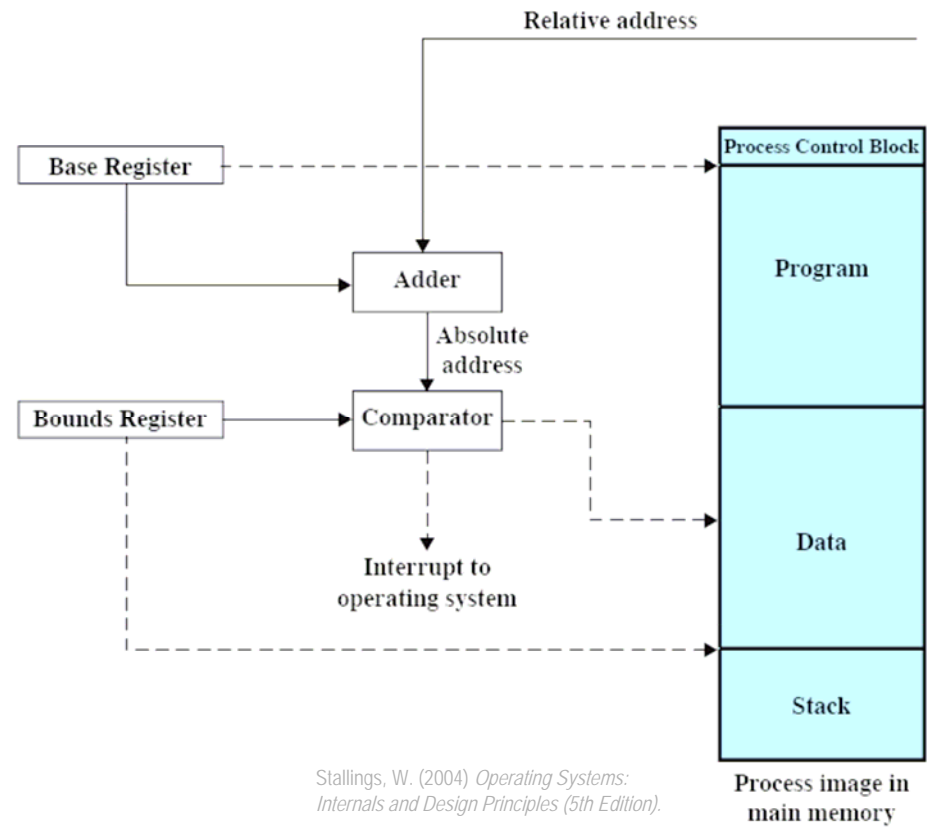 Relative address
Process Control Block
Base Register
Program
Adder
Absolute
address
Bounds Register
Comparator
Data
Interrupt to
operating system
Stack
Stallings, W. (2004) Operating Systems:
Internals and Design Principles (5th Edition).
Process image in
main memory